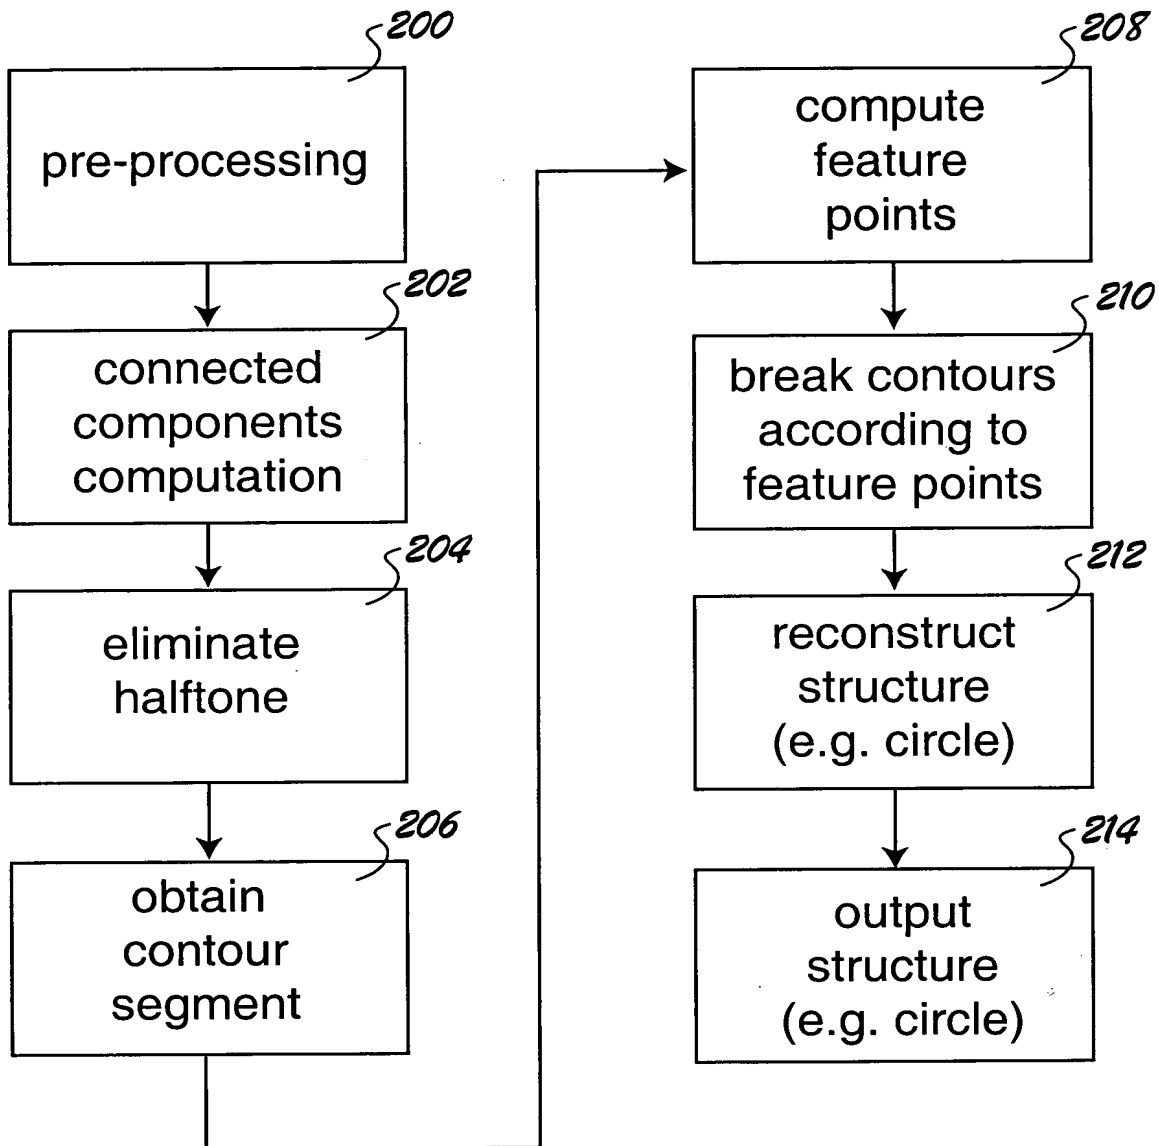 200
pre-processing
202
connected
components
computation
204
eliminate
halftone
206
obtain
contour
segment
208
compute
feature
points
210
break contours
according to
feature points
212
reconstruct
structure
(e.g. circle)
214
output
structure
(e.g. circle)